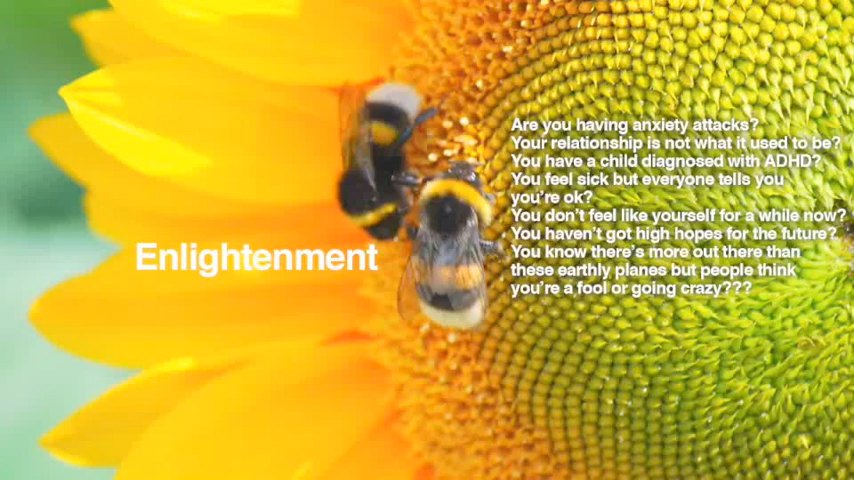 Enlightenment
Are you having anxiety attacks?
Your relationship is not what it used to be?
You have a child diagnosed with ADHD?
You feel sick but everyone tells you
you're ok?
You don't feel like yourself for a while now?
You haven't got high hopes for the future?
You know there's more out there than
these earthly planes but people think
you're a fool or going crazy???